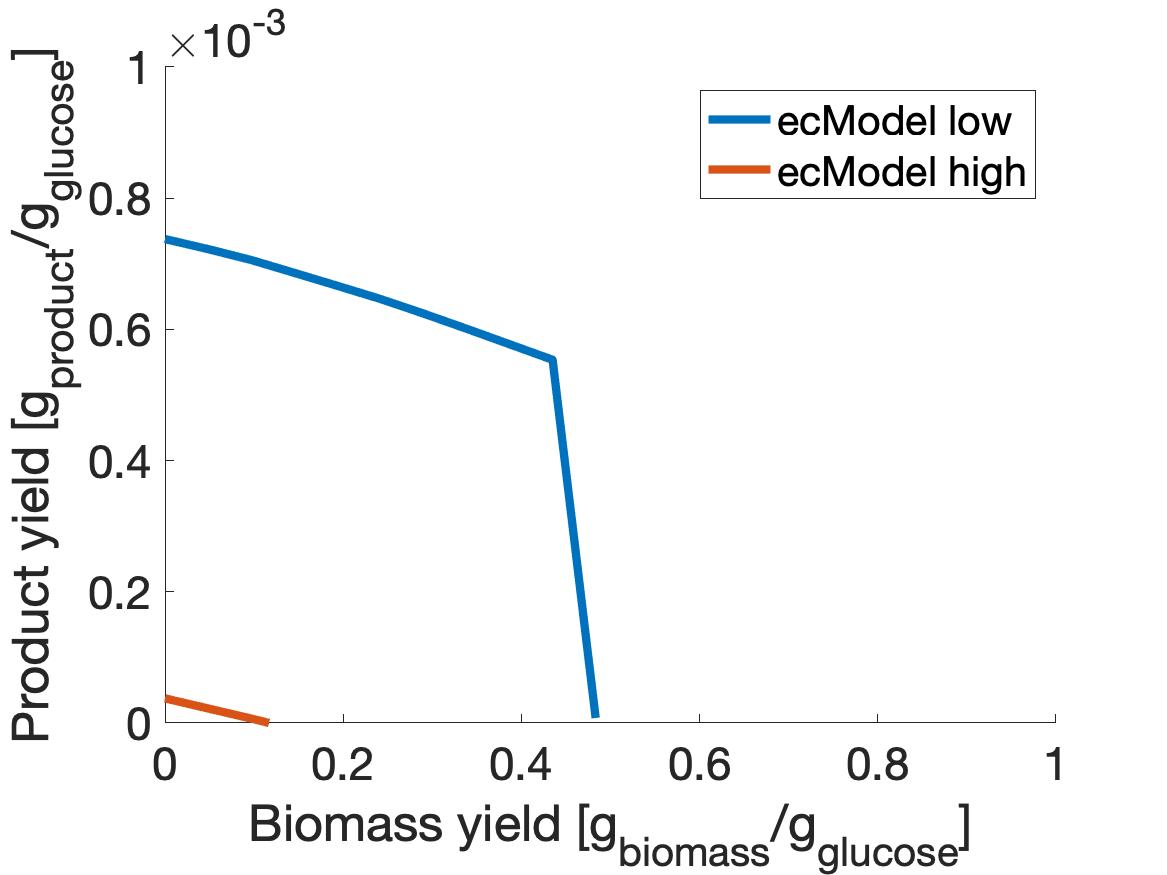 ×10-3
1
0.8
0.6
0.4
0.2
0
Product yield [gproduct/gglucose]
ecModel low
ecModel high
0 0.2 0.4 0.6 0.8 1
Biomass yield [gbiomass/gglucose]